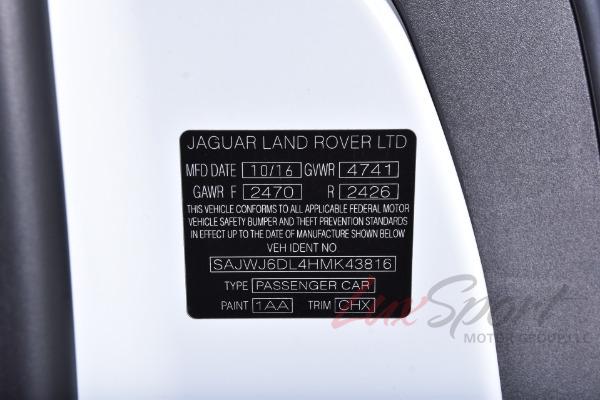 JAGUAR LAND ROVER LTD
MFD DATE 10/16 GVWR 4741
GAWR F 2470 R 2426
THIS VEHICLE CONFORMS TO ALL APPLICABLE FEDERAL MOTOR
VEHICLE SAFETY BUMPER AND THEFT PREVENTION STANDARDS
IN EFFECT UP TO THE DATE OF MANUFACTURE SHOWN BELOW
VEH IDENT NO
SAJWJ6DL4HMK43816
TYPE PASSENGER CAR
PAINT 1AA TRIM CHX
LuxSport
MOTOR GROUP, LLC